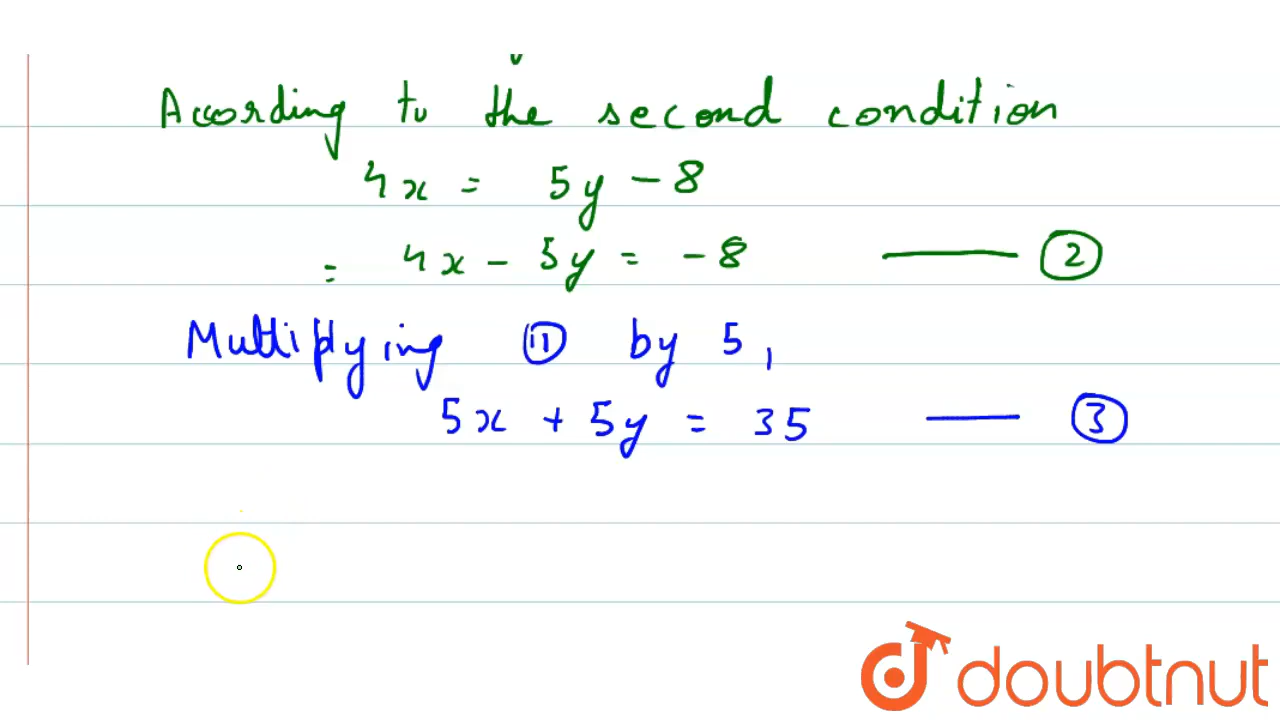 According to the second condition
4x = 5y - 8
= 4x - 5y = -8 ——— ②
Multiplying ⑪ by 5,
5x + 5y = 35 ——— ③
doubtnut